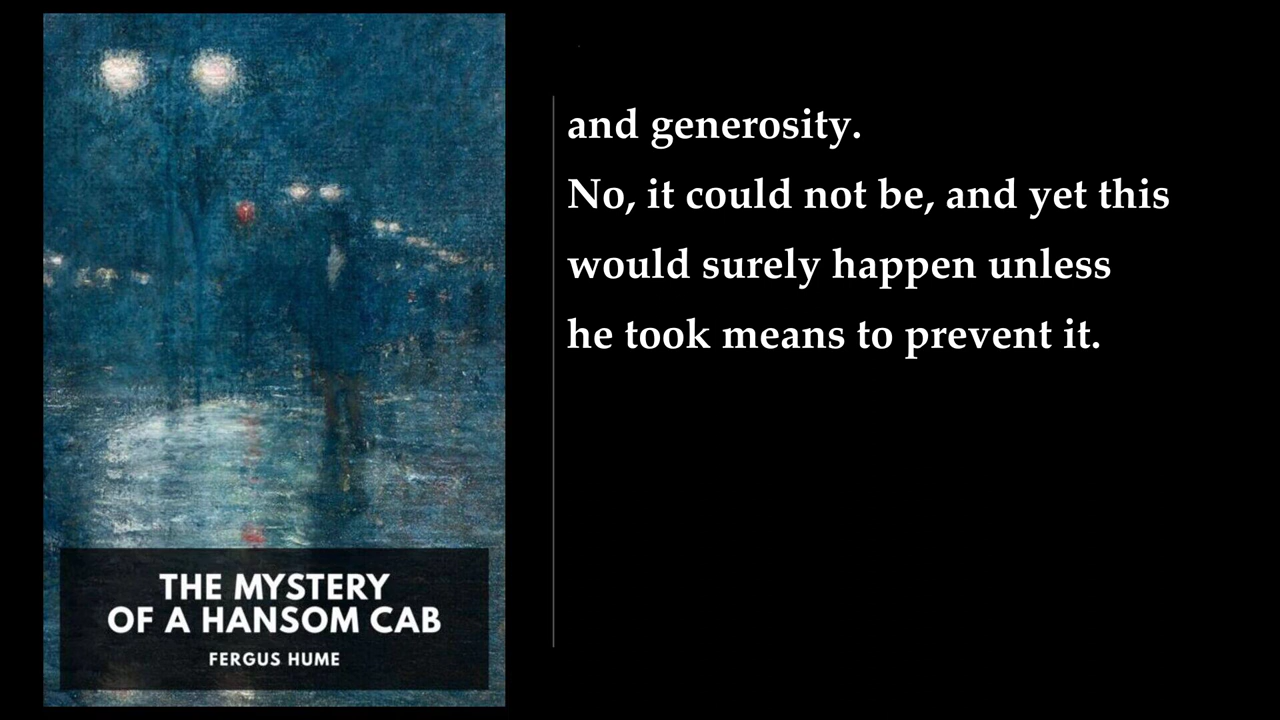 and generosity.
No, it could not be, and yet this
would surely happen unless
he took means to prevent it.
THE MYSTERY
OF A HANSOM CAB
FERGUS HUME